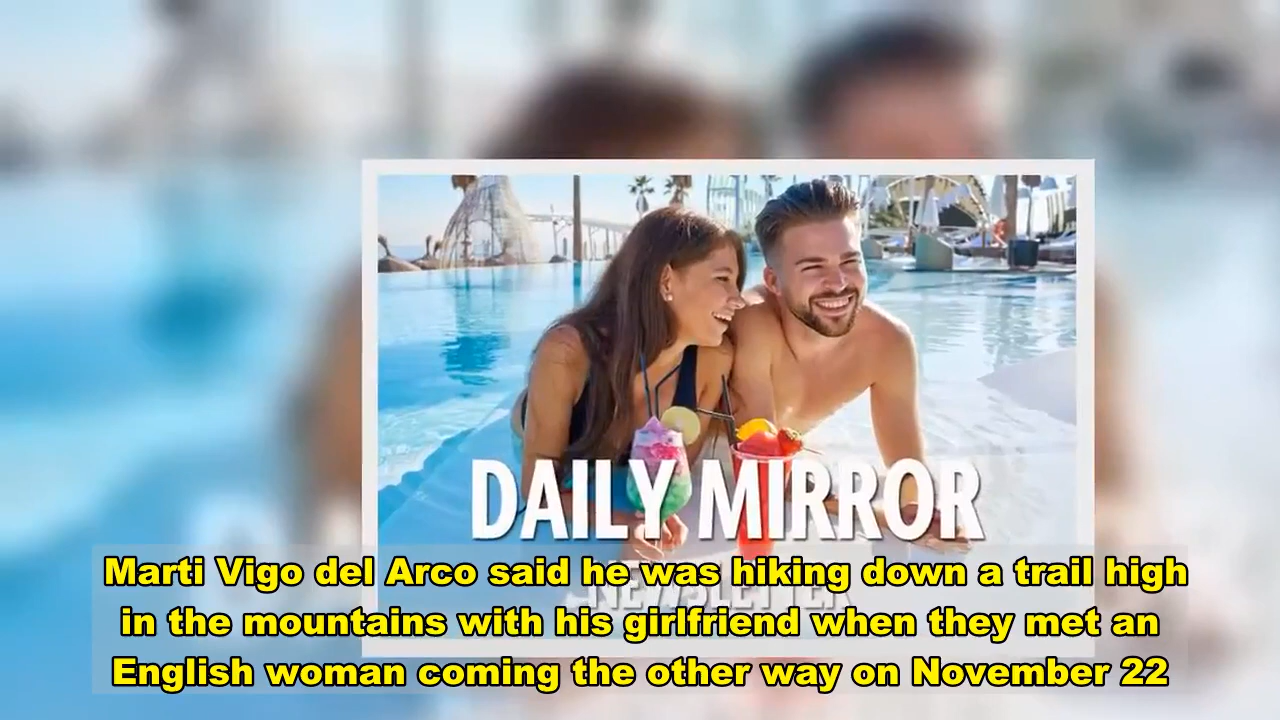 DAILY MIRROR
NEWSLETTER
Marti Vigo del Arco said he was hiking down a trail high
in the mountains with his girlfriend when they met an
English woman coming the other way on November 22